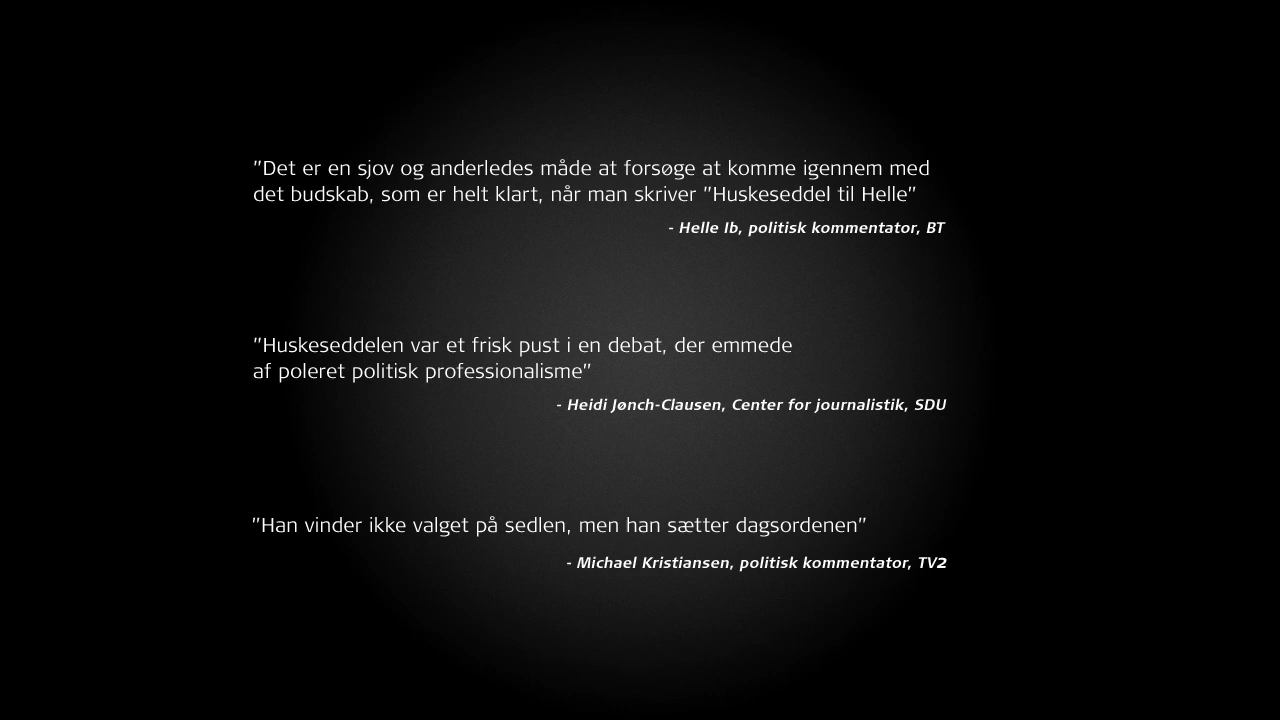 ”Det er en sjov og anderledes måde at forsøge at komme igennem med
det budskab, som er helt klart, når man skriver ”Huskeseddel til Helle”
- Helle Ib, politisk kommentator, BT
”Huskeseddelen var et frisk pust i en debat, der emmede
af poleret politisk professionalisme”
- Heidi Jønch-Clausen, Center for journalistik, SDU
”Han vinder ikke valget på sedlen, men han sætter dagsordenen”
- Michael Kristiansen, politisk kommentator, TV2